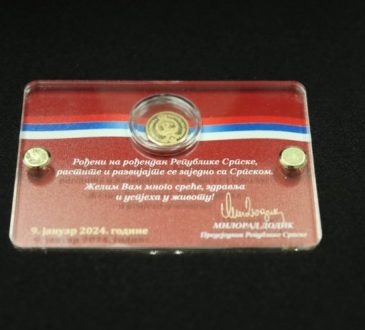 Рођени на рођендан Републике Српске,
растите и развијајте се заједно са Српском.
Желим Вам много среће, здравља
и успјеха у животу!
МИЛОРАД ДОДИК
Предсједник Републике Српске
9. јануар 2024. године